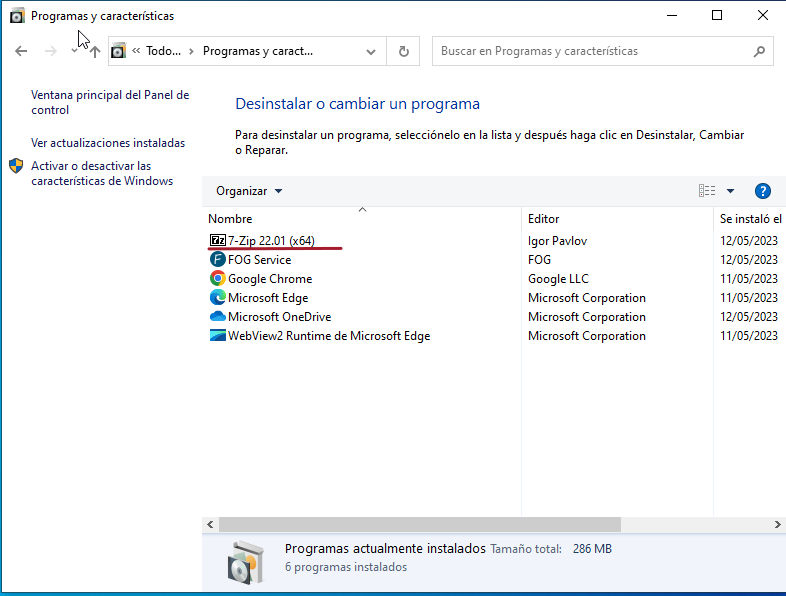 Programas y características
« Todo... > Programas y caract...
Buscar en Programas y características
Ventana principal del Panel de
control
Ver actualizaciones instaladas
Activar o desactivar las
características de Windows
Desinstalar o cambiar un programa
Para desinstalar un programa, selecciónelo en la lista y después haga clic en Desinstalar, Cambiar
o Reparar.
Organizar
Nombre Editor Se instaló el
7-Zip 22.01 (x64) Igor Pavlov 12/05/2023
FOG Service FOG 12/05/2023
Google Chrome Google LLC 11/05/2023
Microsoft Edge Microsoft Corporation 11/05/2023
Microsoft OneDrive Microsoft Corporation 12/05/2023
WebView2 Runtime de Microsoft Edge Microsoft Corporation 11/05/2023
Programas actualmente instalados Tamaño total: 286 MB
6 programas instalados